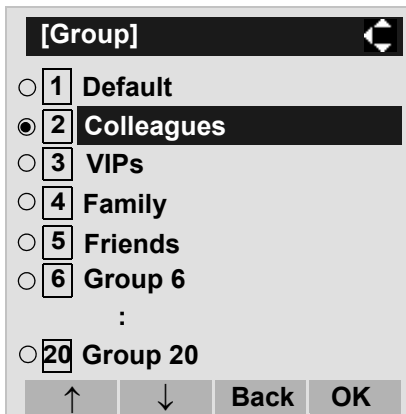 [Group]
1 Default
2 Colleagues
3 VIPs
4 Family
5 Friends
6 Group 6
:
20 Group 20
↑ ↓ Back OK